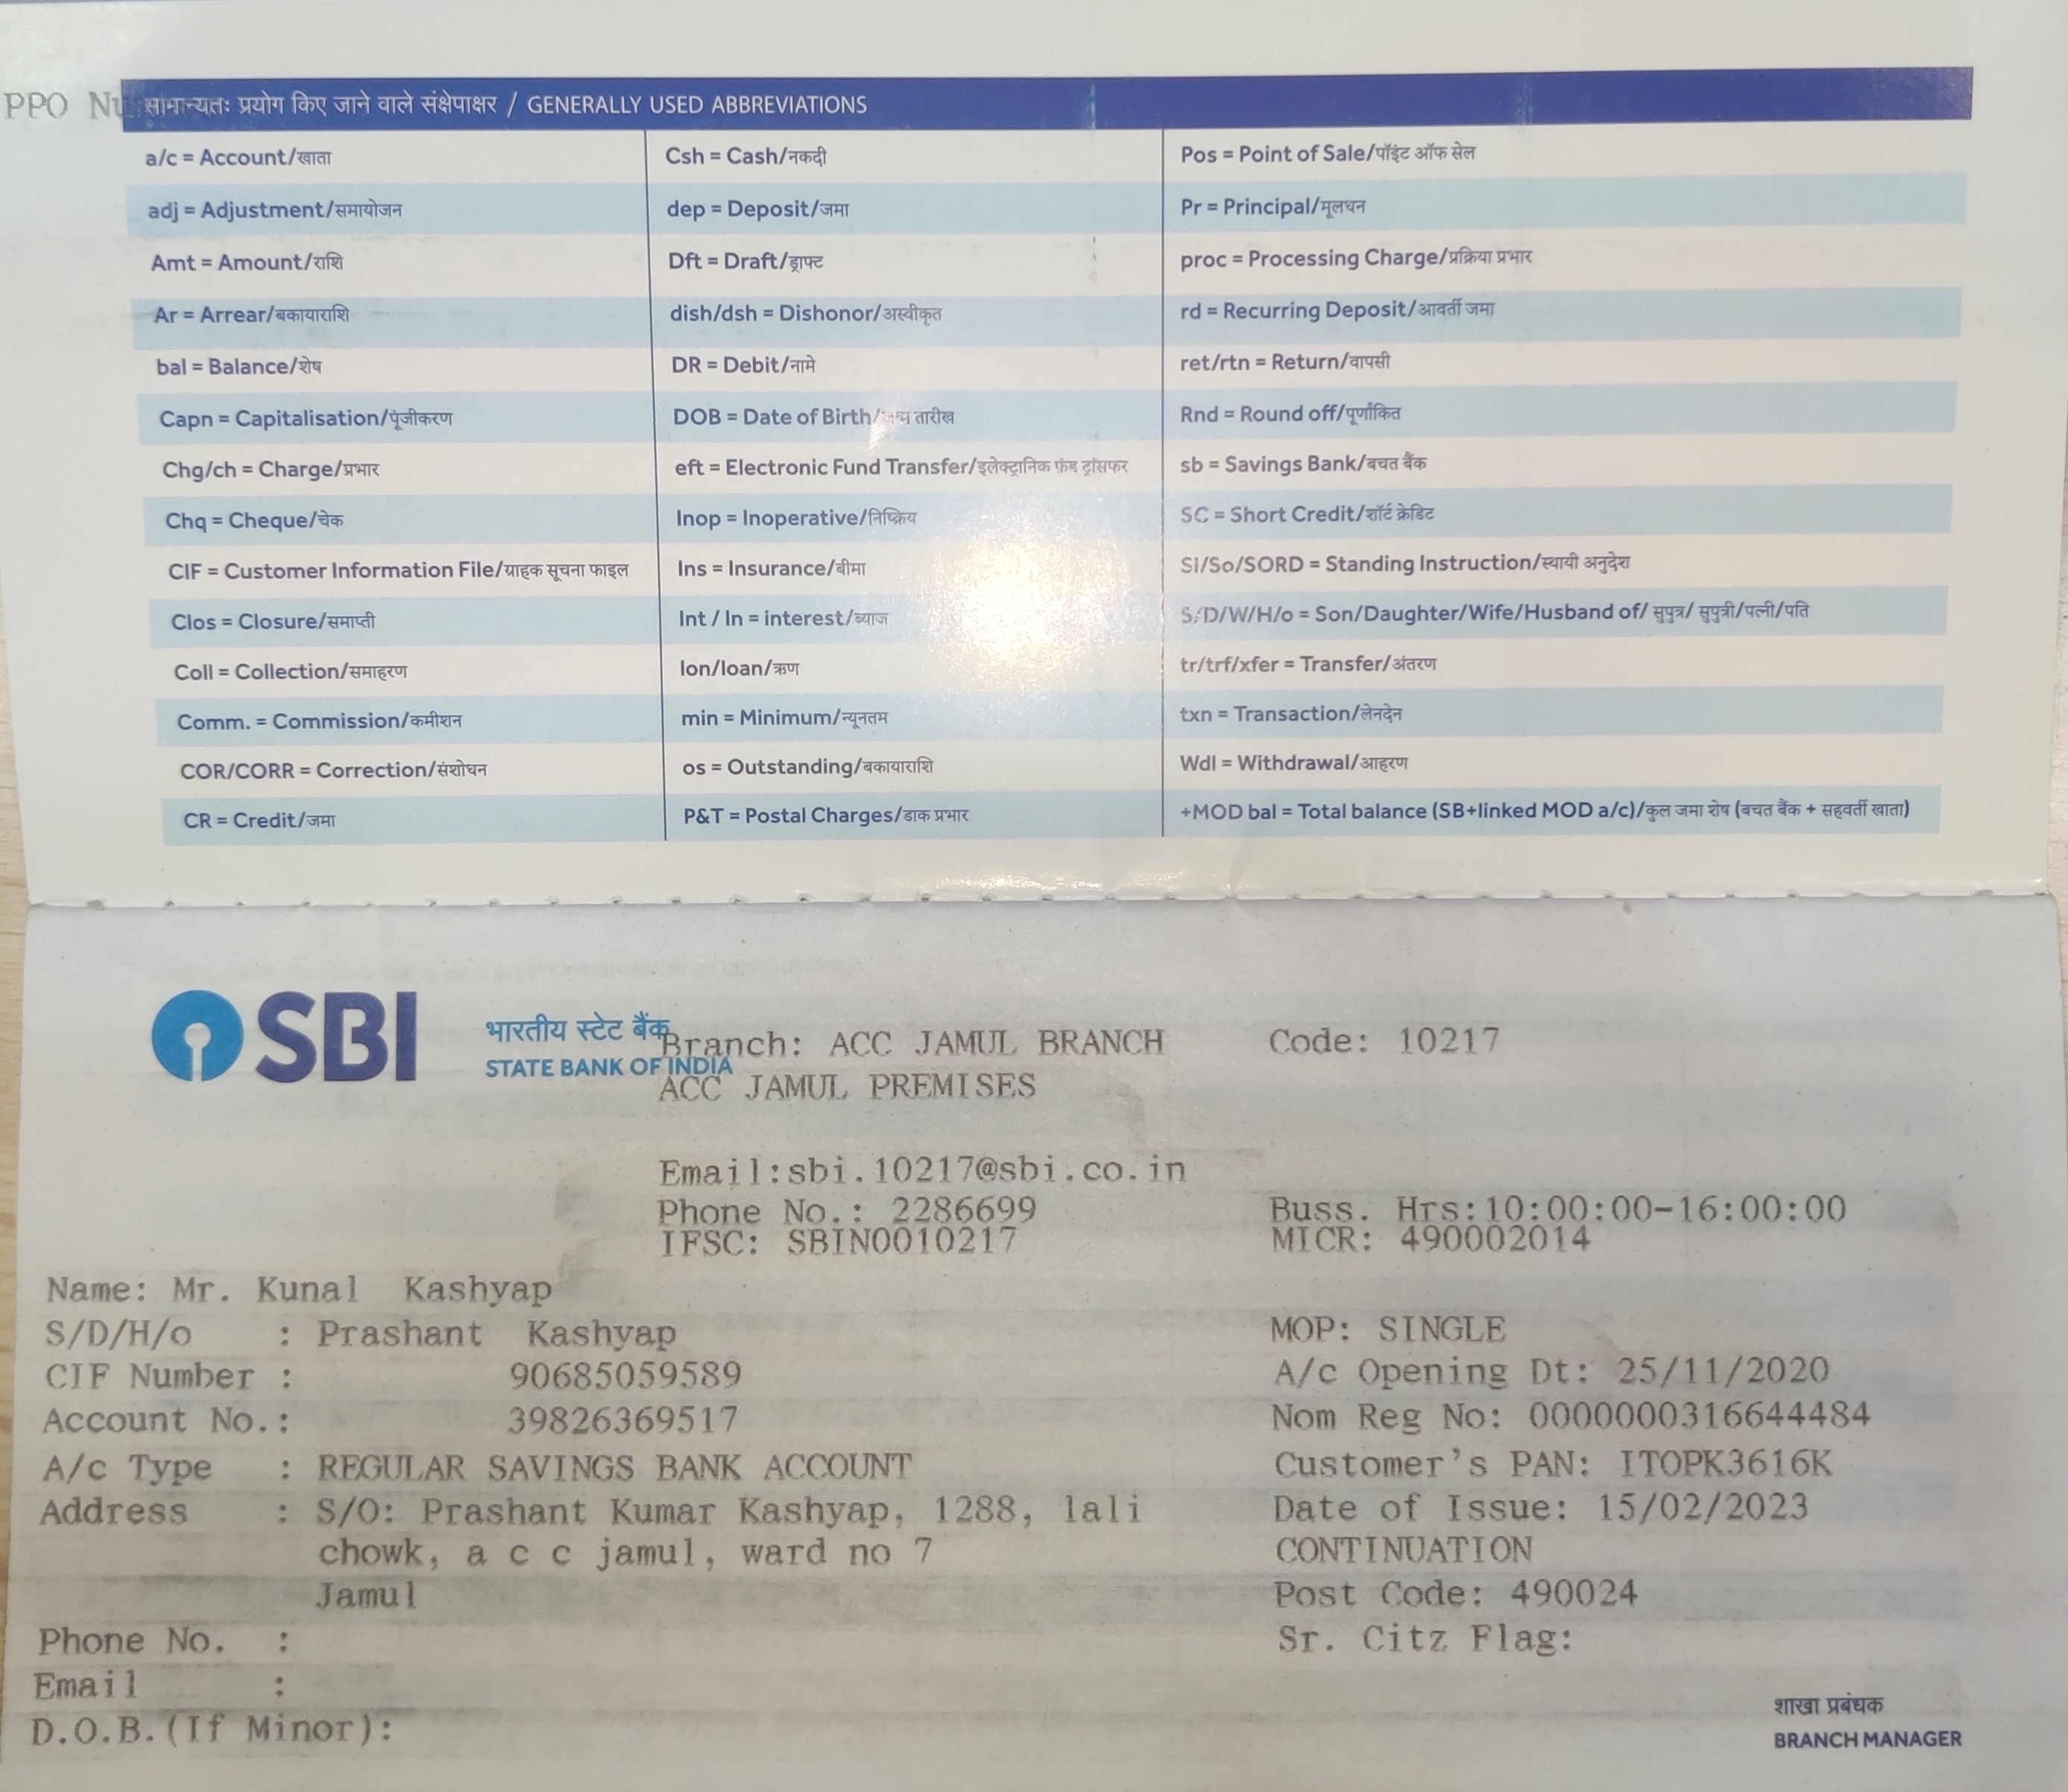 PPO Nu
सामान्यतः प्रयोग किए जाने वाले संक्षेपाक्षर / GENERALLY USED ABBREVIATIONS
a/c = Account/खाता
adj = Adjustment/समायोजन
Amt = Amount/राशि
Ar = Arrear/बकायाराशि
bal = Balance/शेष
Capn = Capitalisation/पूंजीकरण
Chg/ch = Charge/प्रभार
Chq = Cheque/चेक
CIF = Customer Information File/ग्राहक सूचना फाइल
Clos = Closure/समाप्ती
Coll = Collection/समाहरण
Comm. = Commission/कमीशन
COR/CORR = Correction/संशोधन
CR = Credit/जमा
Csh = Cash/नकदी
dep = Deposit/जमा
Dft = Draft/ड्राफ्ट
dish/dsh = Dishonor/अस्वीकृत
DR = Debit/नामे
DOB = Date of Birth/जन्म तारीख
eft = Electronic Fund Transfer/इलेक्ट्रानिक फंड ट्रांसफर
Inop = Inoperative/निष्क्रिय
Ins = Insurance/बीमा
Int / In = interest/ब्याज
lon/loan/ऋण
min = Minimum/न्यूनतम
os = Outstanding/बकायाराशि
P&T = Postal Charges/डाक प्रभार
Pos = Point of Sale/पॉइंट ऑफ सेल
Pr = Principal/मूलधन
proc = Processing Charge/प्रक्रिया प्रभार
rd = Recurring Deposit/आवर्ती जमा
ret/rtn = Return/वापसी
Rnd = Round off/पूर्णांकित
sb = Savings Bank/बचत बैंक
SC = Short Credit/शॉर्ट क्रेडिट
SI/So/SORD = Standing Instruction/स्थायी अनुदेश
S/D/W/H/o = Son/Daughter/Wife/Husband of/ सुपुत्र/ सुपुत्री/पत्नी/पति
tr/trf/xfer = Transfer/अंतरण
txn = Transaction/लेनदेन
Wdl = Withdrawal/आहरण
+MOD bal = Total balance (SB+linked MOD a/c)/कुल जमा शेष (बचत बैंक + सहवर्ती खाता)
SBI
भारतीय स्टेट बैंक
STATE BANK OF INDIA
Branch: ACC JAMUL BRANCH Code: 10217
ACC JAMUL PREMISES
Email:sbi.10217@sbi.co.in
Phone No.: 2286699 Buss. Hrs:10:00:00-16:00:00
IFSC: SBIN0010217 MICR: 490002014
Name: Mr. Kunal Kashyap
S/D/H/o : Prashant Kashyap MOP: SINGLE
CIF Number : 90685059589 A/c Opening Dt: 25/11/2020
Account No.: 39826369517 Nom Reg No: 0000000316644484
A/c Type : REGULAR SAVINGS BANK ACCOUNT Customer's PAN: ITOPK3616K
Address : S/O: Prashant Kumar Kashyap, 1288, lali Date of Issue: 15/02/2023
chowk, a c c jamul, ward no 7 CONTINUATION
Jamul Post Code: 490024
Phone No. : Sr. Citz Flag:
Email :
D.O.B.(If Minor):
शाखा प्रबंधक
BRANCH MANAGER